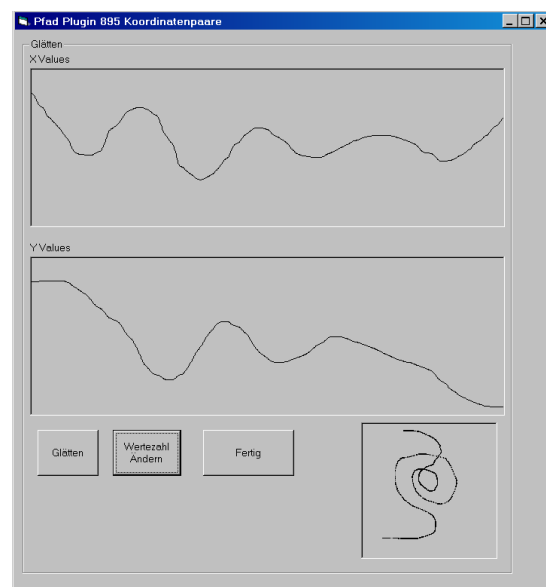 Pfad Plugin 895 Koordinatenpaare
Glätten
X Values
Y Values
Glätten
Wertezahl
Ändern
Fertig